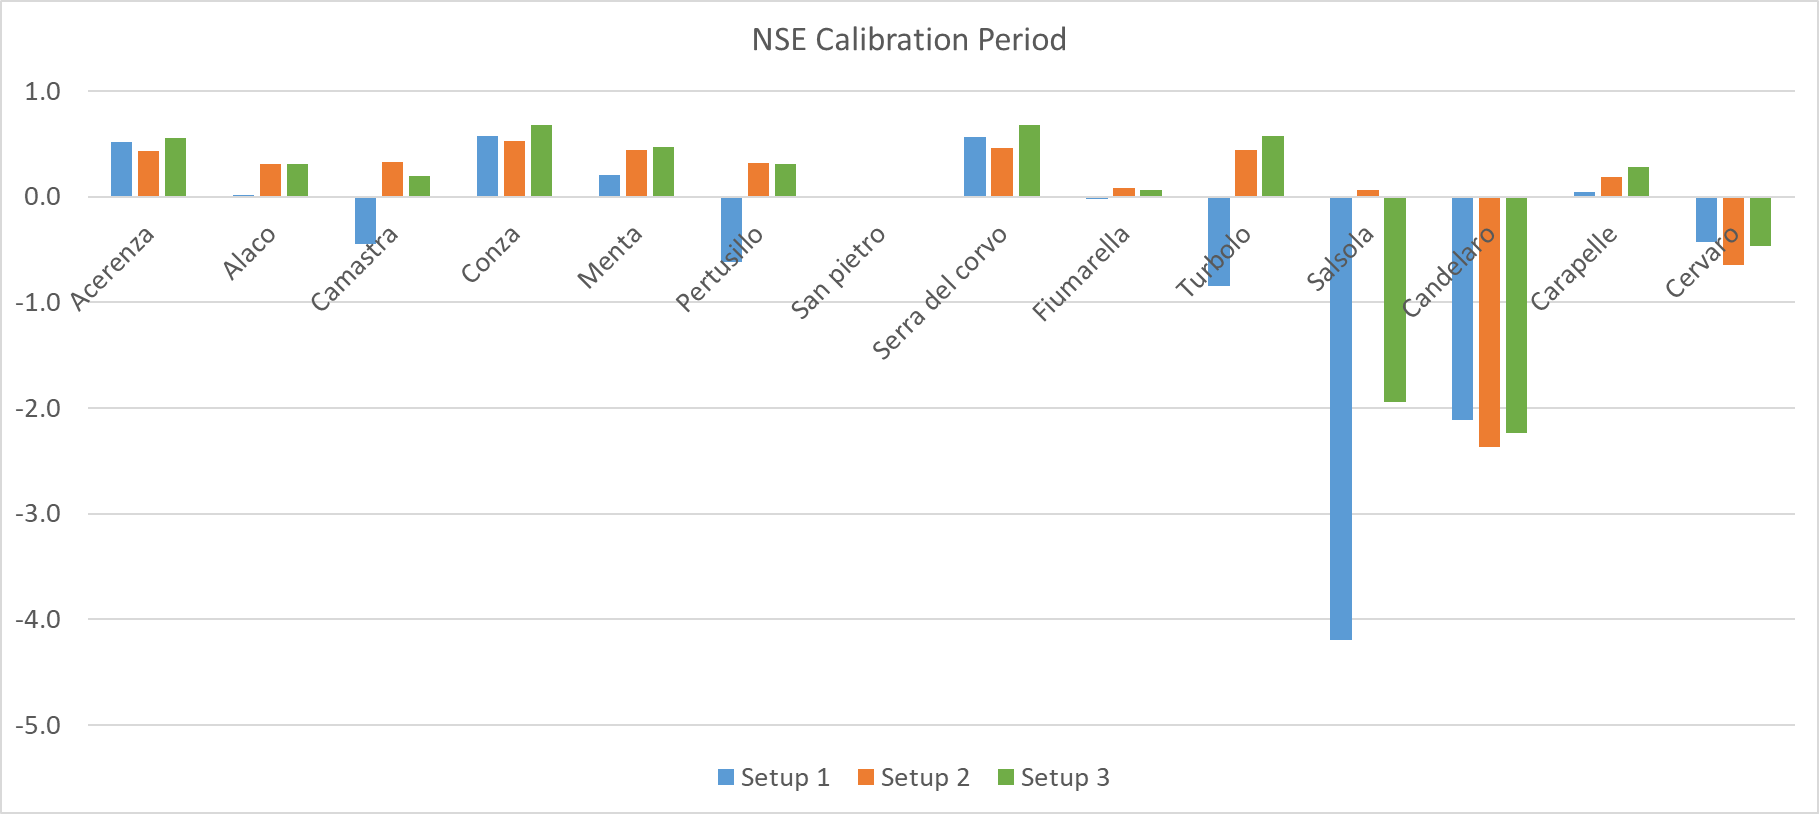 NSE Calibration Period
1.0
0.0
-1.0
-2.0
-3.0
-4.0
-5.0
Acerenza
Alaco
Camastra
Conza
Menta
Pertusillo
San pietro
Serra del corvo
Fiumarella
Turbolo
Salsola
Candelaro
Carapelle
Cervaro
Setup 1 Setup 2 Setup 3